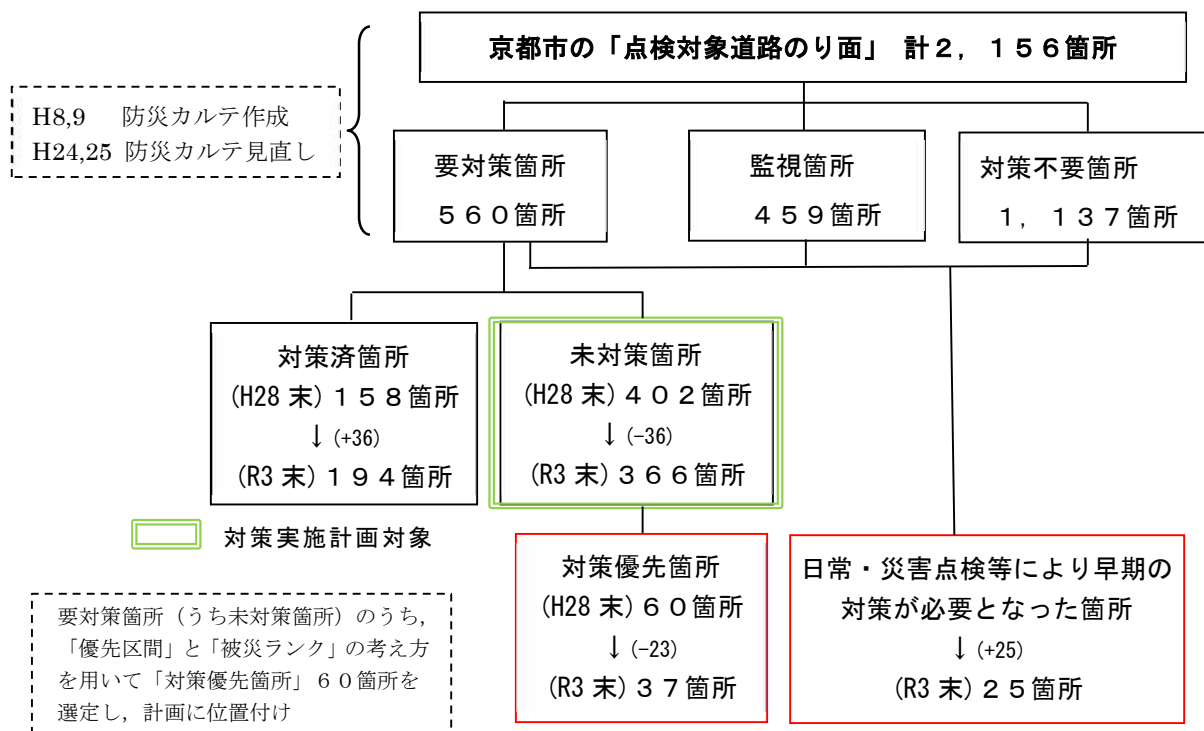 京都市の「点検対象道路のり面」 計２，１５６箇所
H8,9 防災カルテ作成
H24,25 防災カルテ見直し
要対策箇所
５６０箇所
監視箇所
４５９箇所
対策不要箇所
１，１３７箇所
対策済箇所
(H28 末)１５８箇所
↓ (+36)
(R3 末)１９４箇所
未対策箇所
(H28 末)４０２箇所
↓ (-36)
(R3 末)３６６箇所
対策実施計画対象
対策優先箇所
(H28 末)６０箇所
↓ (-23)
(R3 末)３７箇所
日常・災害点検等により早期の
対策が必要となった箇所
↓ (+25)
(R3 末)２５箇所
要対策箇所（うち未対策箇所）のうち，
「優先区間」と「被災ランク」の考え方
を用いて「対策優先箇所」６０箇所を
選定し，計画に位置付け